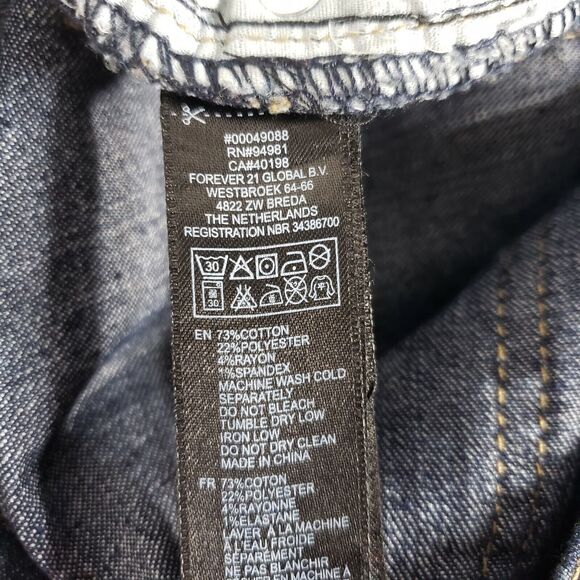 #00049088
RN#94981
CA#40198
FOREVER 21 GLOBAL B.V
WESTBROEK 64-66
4822 ZW BREDA
THE NETHERLANDS
REGISTRATION NBR 34386700
30
30
EN 73%COTTON
22%POLYESTER
4%RAYON
1%SPANDEX
MACHINE WASH COLD
SEPARATELY
DO NOT BLEACH
TUMBLE DRY LOW
IRON LOW
DO NOT DRY CLEAN
MADE IN CHINA
FR 73%COTON
22%POLYESTER
4%RAYONNE
1%ELASTANE
LAVER A LA MACHINE
A L'EAU FROIDE
SEPAREMENT
NE PAS BLANCHIR
MACHINE A